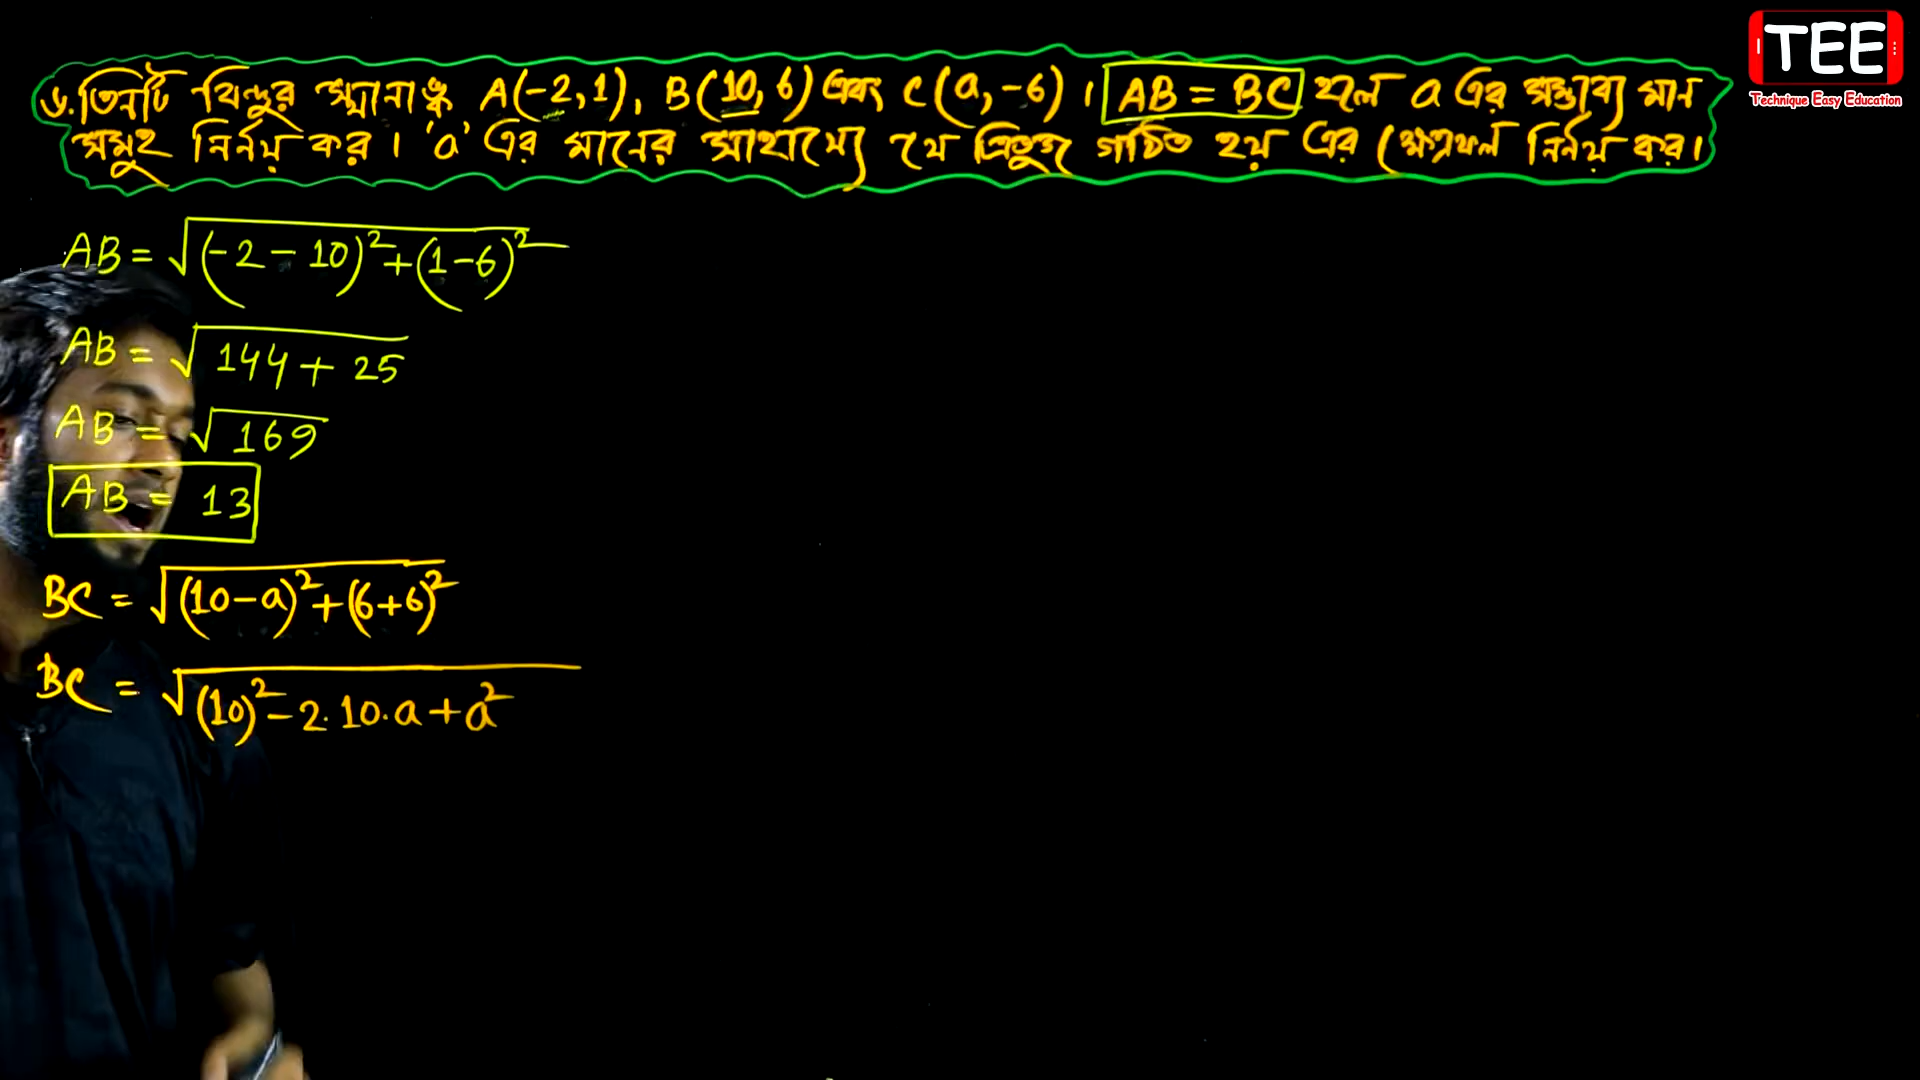 TEE
Technique Easy Education
৬. তিনটি বিন্দুর স্থানাঙ্ক A(-2,1), B(10,6) এবং C(a,-6) । AB = BC হলে a এর সম্ভাব্য মান
সমূহ নির্নয় কর । 'a' এর মানের সাহায্যে যে ত্রিভুজ গঠিত হয় এর ক্ষেত্রফল নির্নয় কর।
AB = √(-2 - 10)² + (1-6)²
AB = √144 + 25
AB = √169
AB = 13
BC = √(10-a)² + (6+6)²
BC = √(10)² - 2·10·a + a²